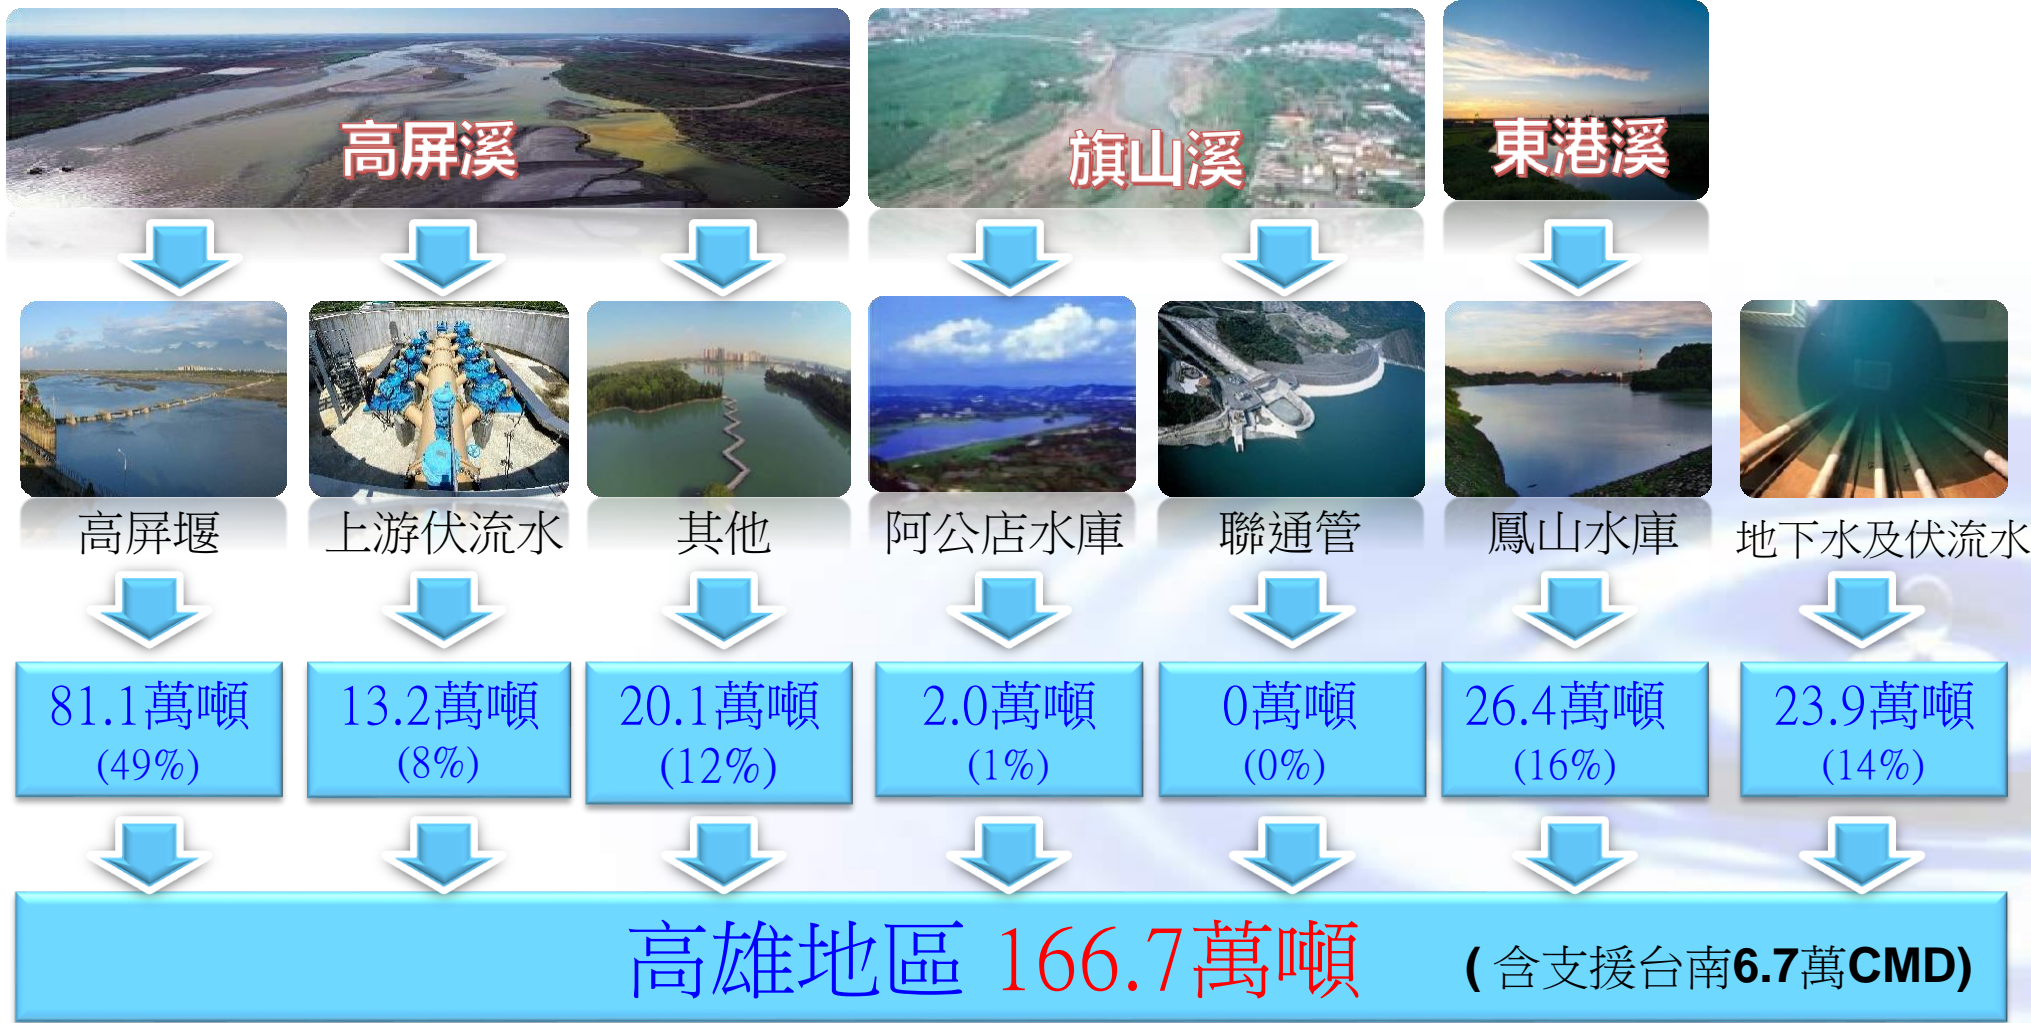 高屏溪
旗山溪
東港溪
高屏堰
上游伏流水
其他
阿公店水庫
聯通管
鳳山水庫
地下水及伏流水
81.1萬噸
(49%)
13.2萬噸
(8%)
20.1萬噸
(12%)
2.0萬噸
(1%)
0萬噸
(0%)
26.4萬噸
(16%)
23.9萬噸
(14%)
高雄地區 166.7萬噸 ( 含支援台南6.7萬CMD)